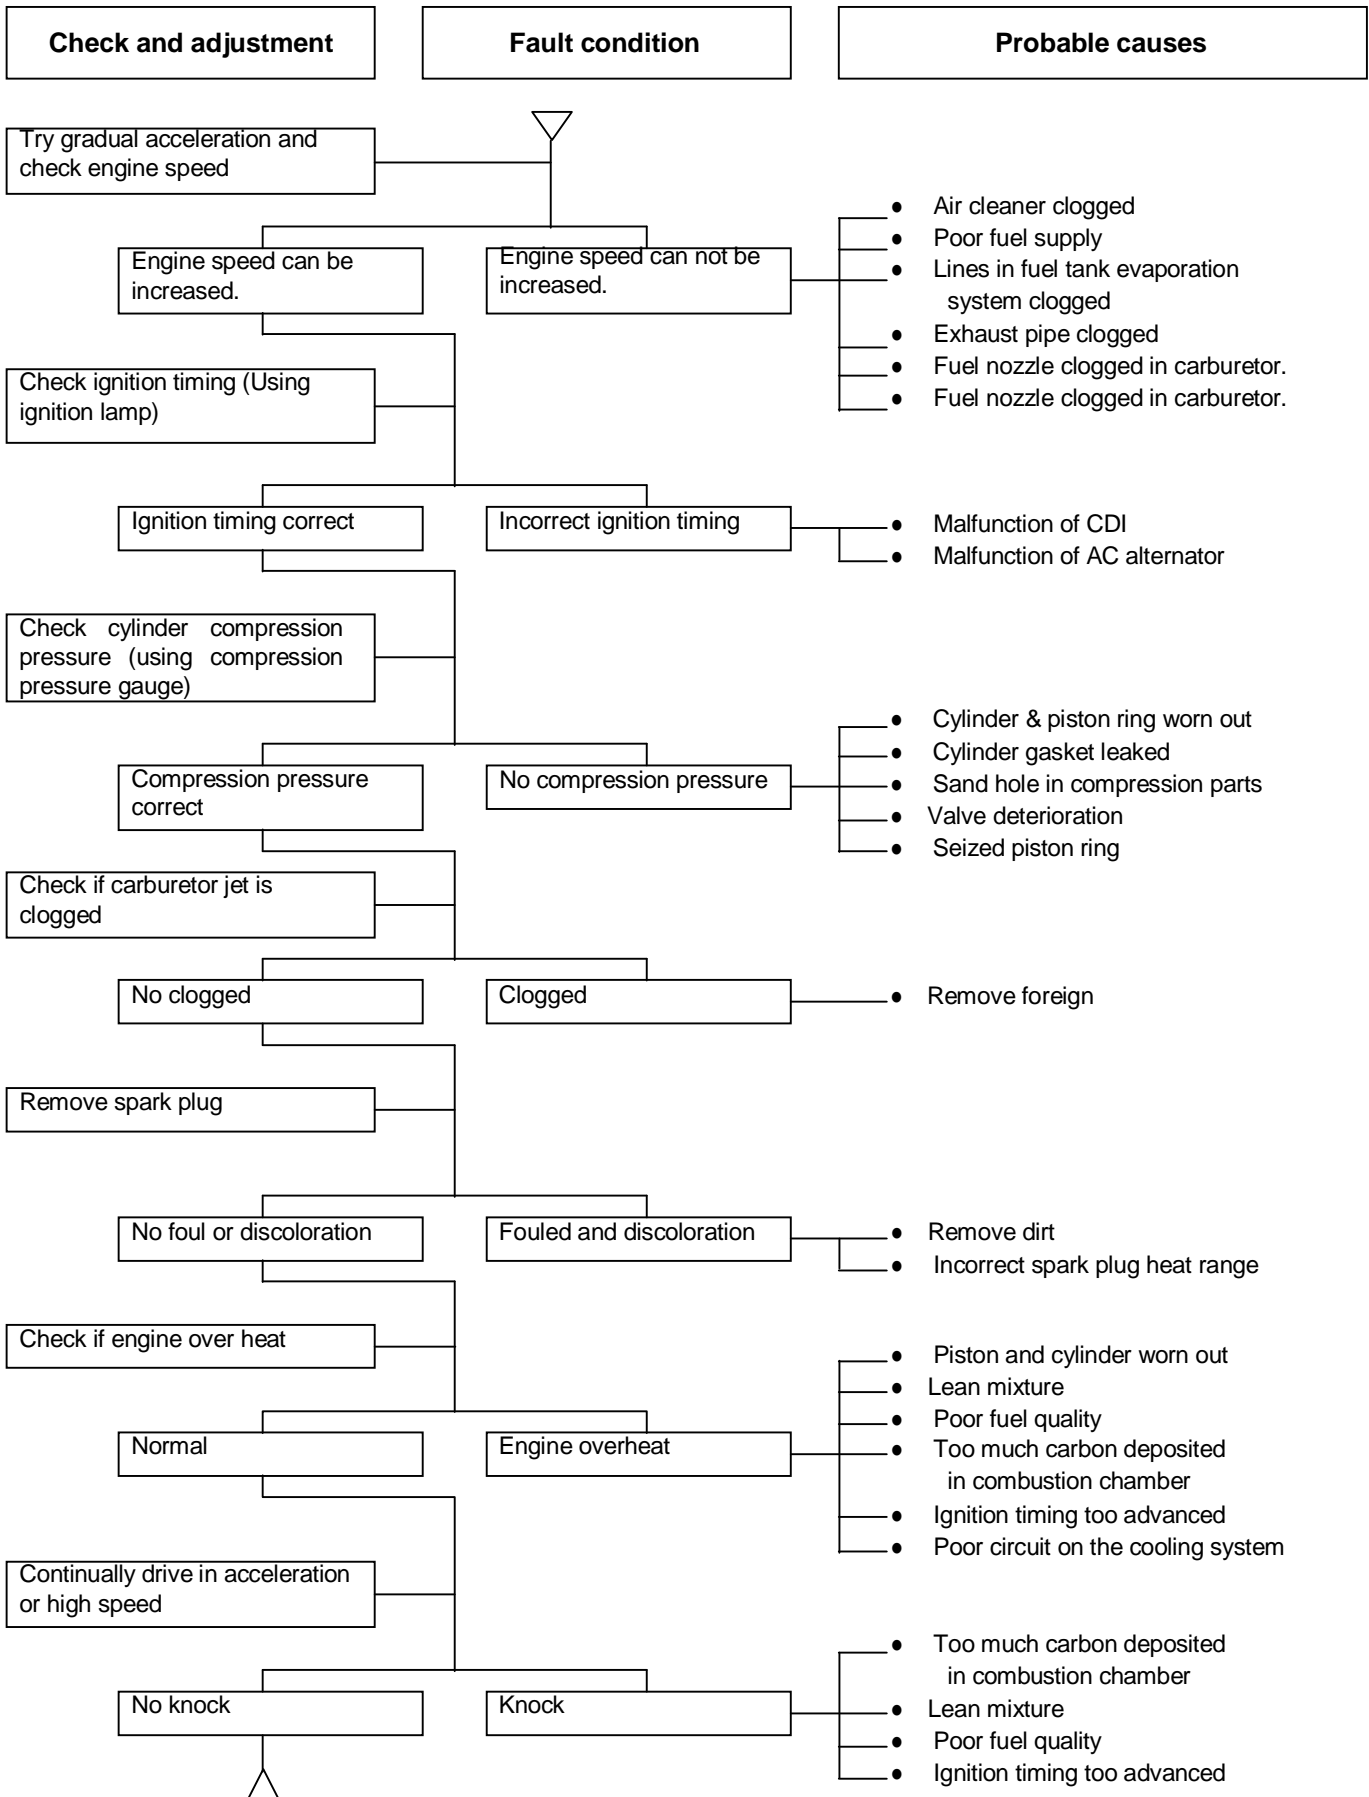 Check and adjustment
Fault condition
Probable causes
Try gradual acceleration and
check engine speed
Engine speed can be
increased.
Engine speed can not be
increased.
● Air cleaner clogged
● Poor fuel supply
● Lines in fuel tank evaporation
system clogged
● Exhaust pipe clogged
● Fuel nozzle clogged in carburetor.
● Fuel nozzle clogged in carburetor.
Check ignition timing (Using
ignition lamp)
Ignition timing correct
Incorrect ignition timing
● Malfunction of CDI
● Malfunction of AC alternator
Check cylinder compression
pressure (using compression
pressure gauge)
Compression pressure
correct
No compression pressure
● Cylinder & piston ring worn out
● Cylinder gasket leaked
● Sand hole in compression parts
● Valve deterioration
● Seized piston ring
Check if carburetor jet is
clogged
No clogged
Clogged
● Remove foreign
Remove spark plug
No foul or discoloration
Fouled and discoloration
● Remove dirt
● Incorrect spark plug heat range
Check if engine over heat
Normal
Engine overheat
● Piston and cylinder worn out
● Lean mixture
● Poor fuel quality
● Too much carbon deposited
in combustion chamber
● Ignition timing too advanced
● Poor circuit on the cooling system
Continually drive in acceleration
or high speed
No knock
Knock
● Too much carbon deposited
in combustion chamber
● Lean mixture
● Poor fuel quality
● Ignition timing too advanced